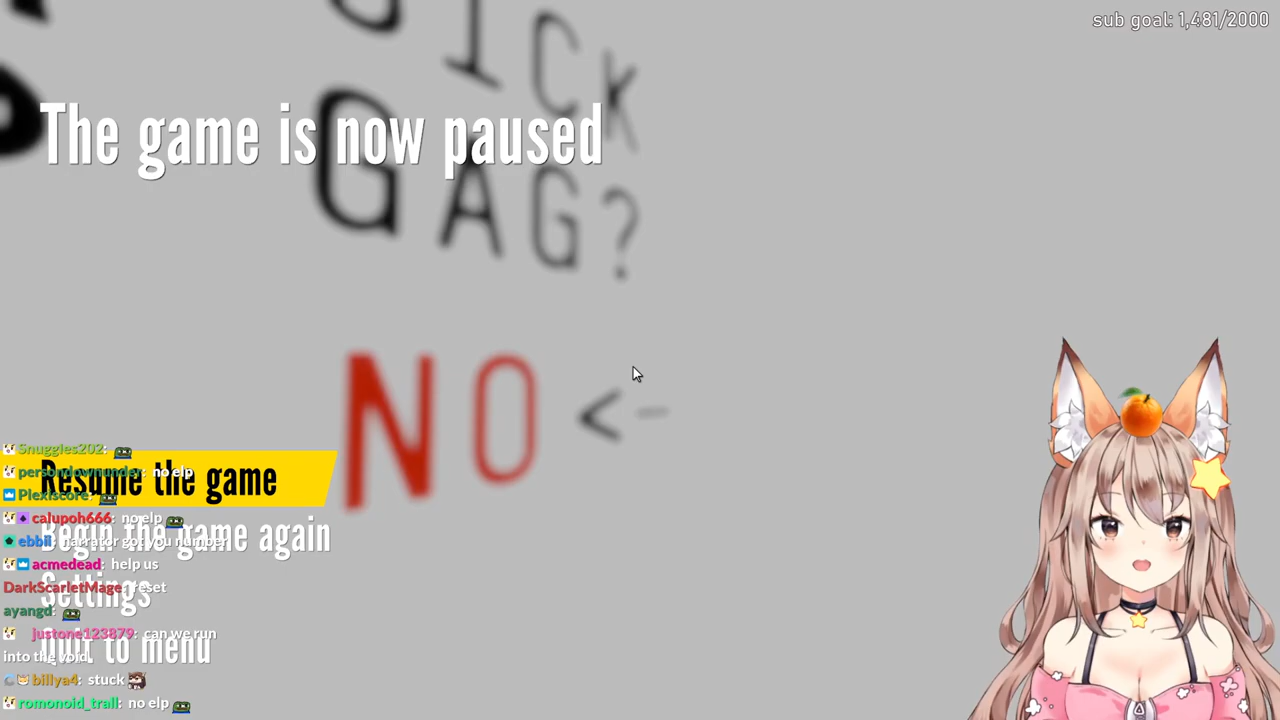 sub goal: 1,481/2000
ICK
The game is now paused
GAG?
NO <-
Snuggles202:
persondownunder: no elp
Resume the game
Plexiscore:
calupoh666: no elp
Begin the game again
ebbii: narrator got you number
acmedead: help us
DarkScarletMage: reset
Settings
ayangd:
justone123879: can we run
into the void
Quit to menu
billya4: stuck
romonoid_trall: no elp